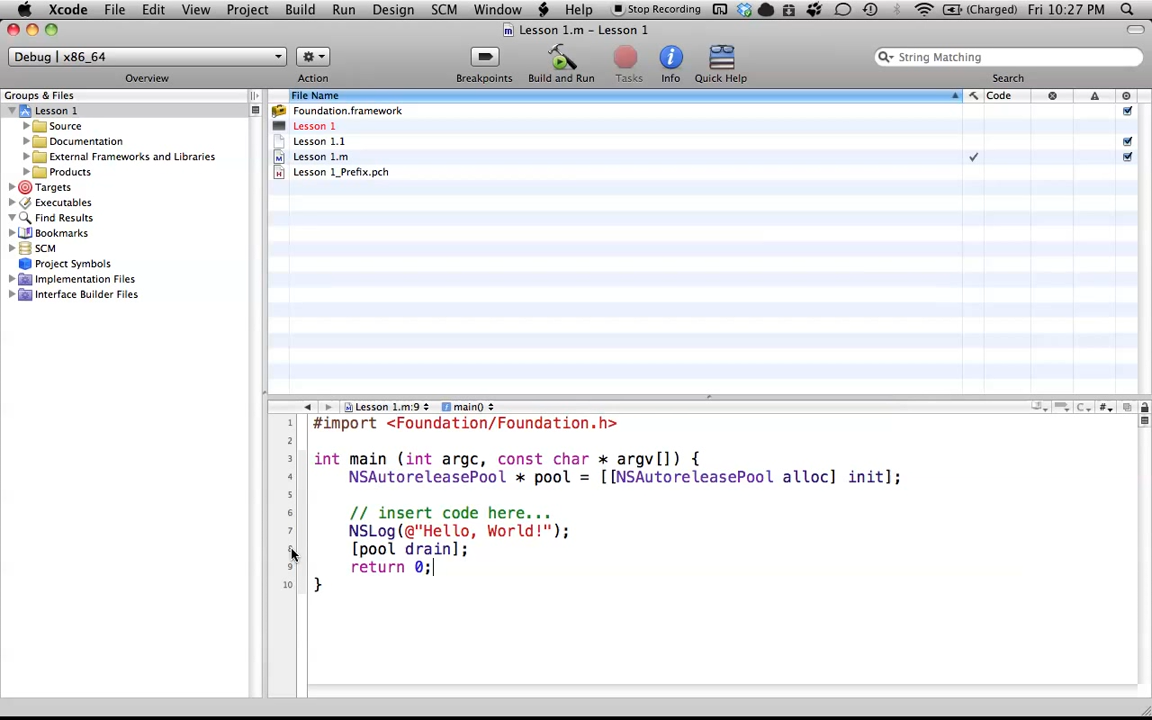 Xcode File Edit View Project Build Run Design SCM Window Help Stop Recording (Charged) Fri 10:27 PM
Lesson 1.m – Lesson 1
Debug | x86_64
String Matching
Overview Action Breakpoints Build and Run Tasks Info Quick Help Search
Groups & Files
Lesson 1
Source
Documentation
External Frameworks and Libraries
Products
Targets
Executables
Find Results
Bookmarks
SCM
Project Symbols
Implementation Files
Interface Builder Files
File Name Code
Foundation.framework
Lesson 1
Lesson 1.1
Lesson 1.m
Lesson 1_Prefix.pch
Lesson 1.m:9 main() C #
1 #import <Foundation/Foundation.h>
2
3 int main (int argc, const char * argv[]) {
4 NSAutoreleasePool * pool = [[NSAutoreleasePool alloc] init];
5
6 // insert code here...
7 NSLog(@"Hello, World!");
8 [pool drain];
9 return 0;
10 }